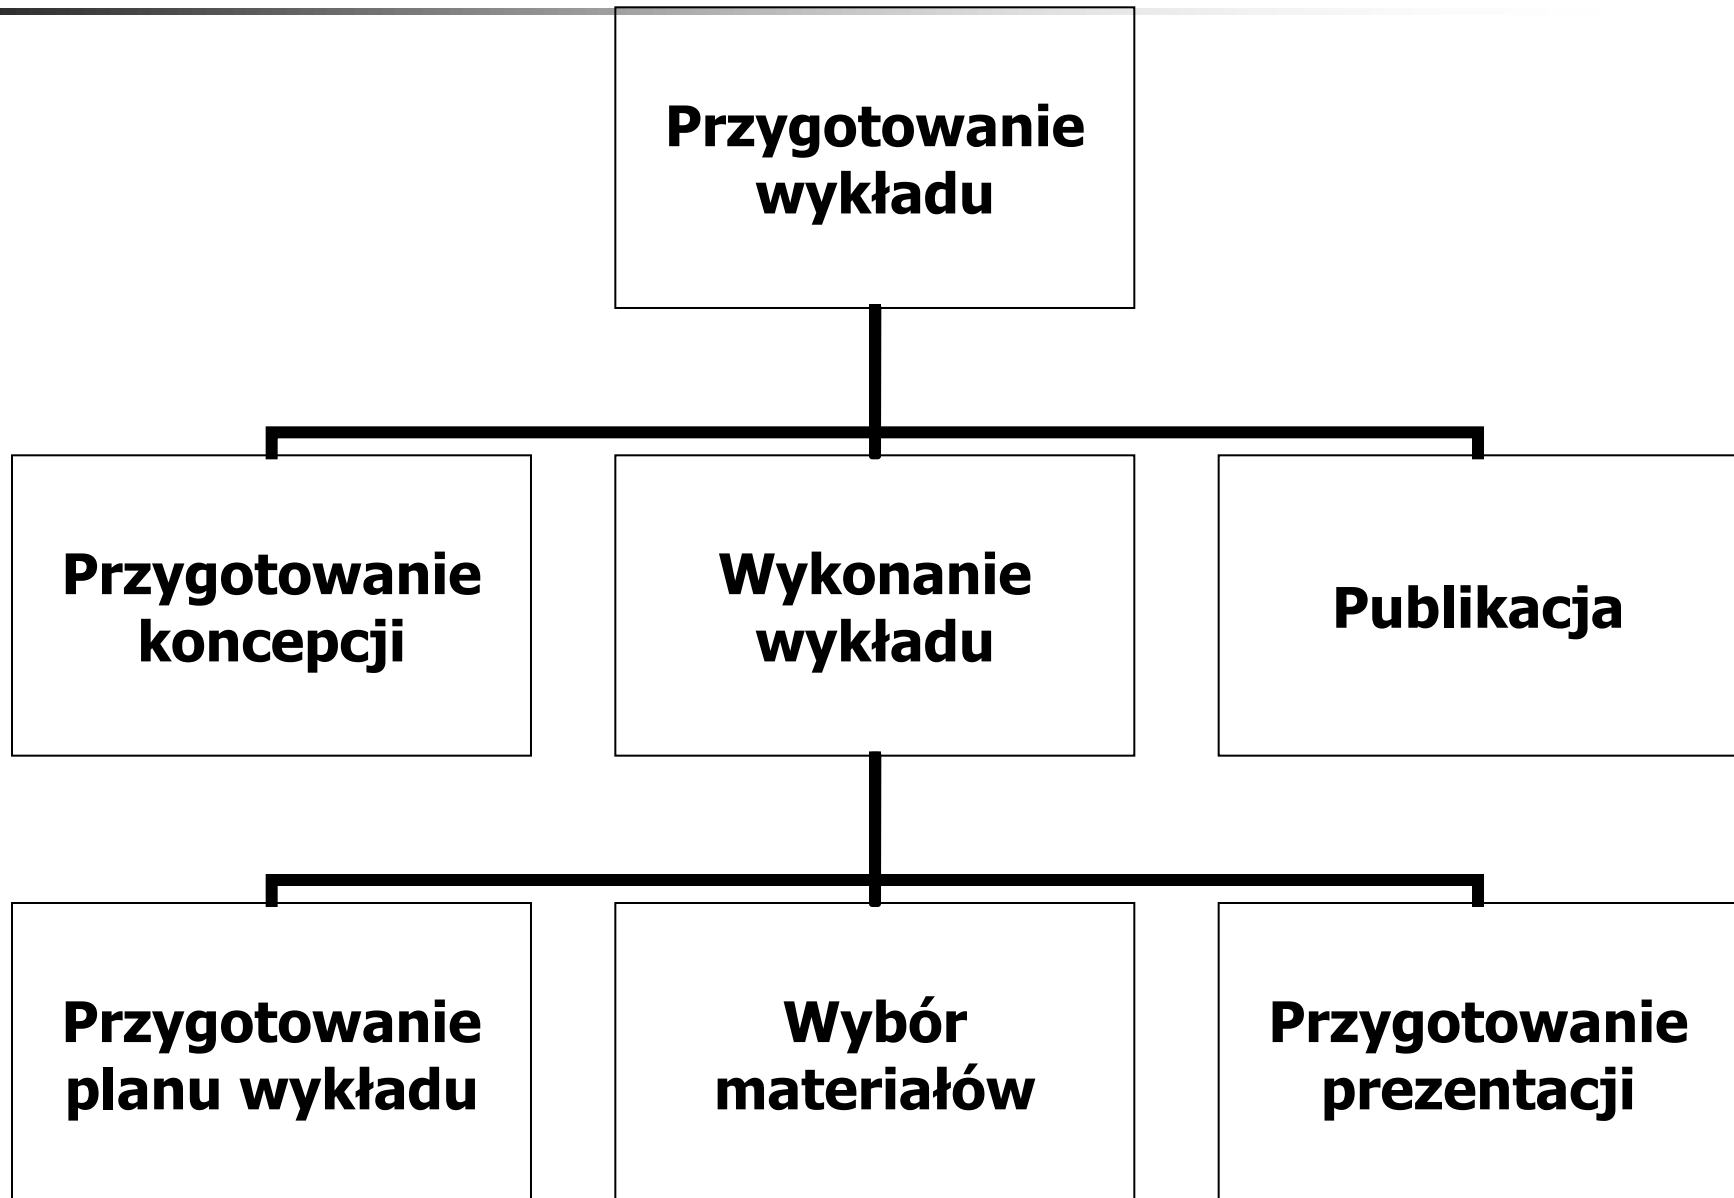 Przygotowanie
wykładu
Przygotowanie
koncepcji
Wykonanie
wykładu
Publikacja
Przygotowanie
planu wykładu
Wybór
materiałów
Przygotowanie
prezentacji